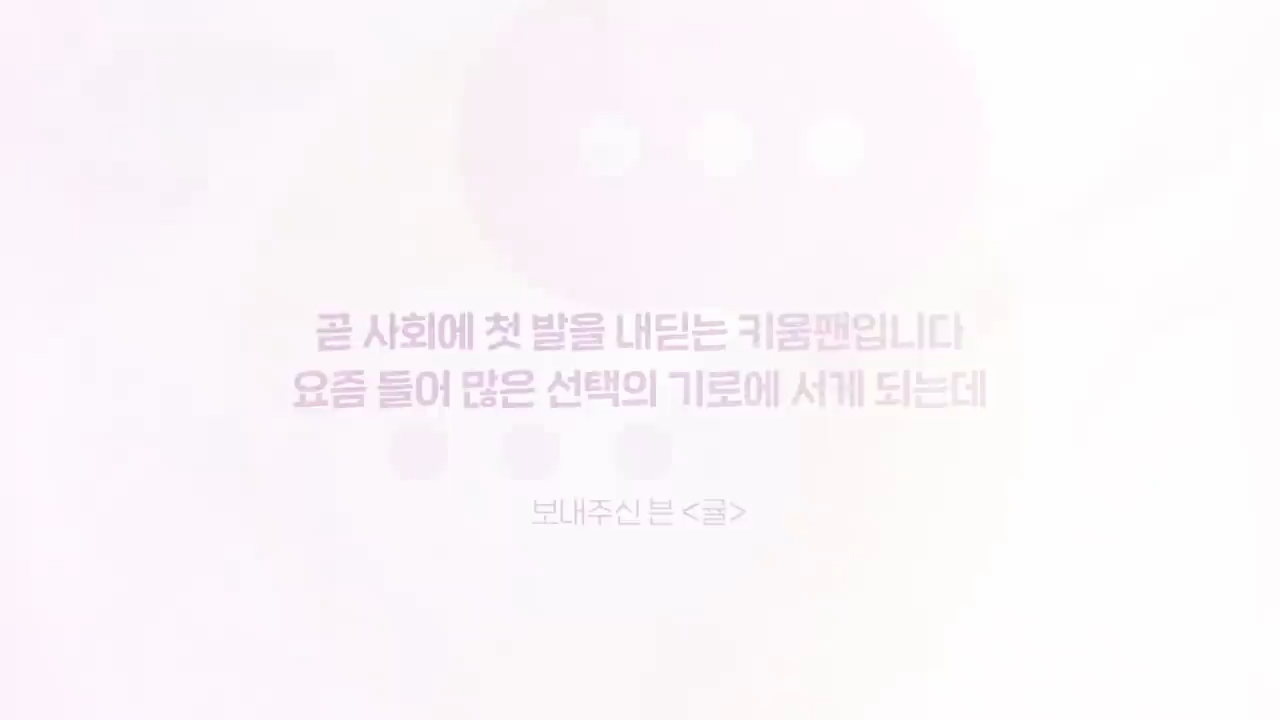 곧 사회에 첫 발을 내딛는 키움팬입니다
요즘 들어 많은 선택의 기로에 서게 되는데
보내주신 분 <귤>